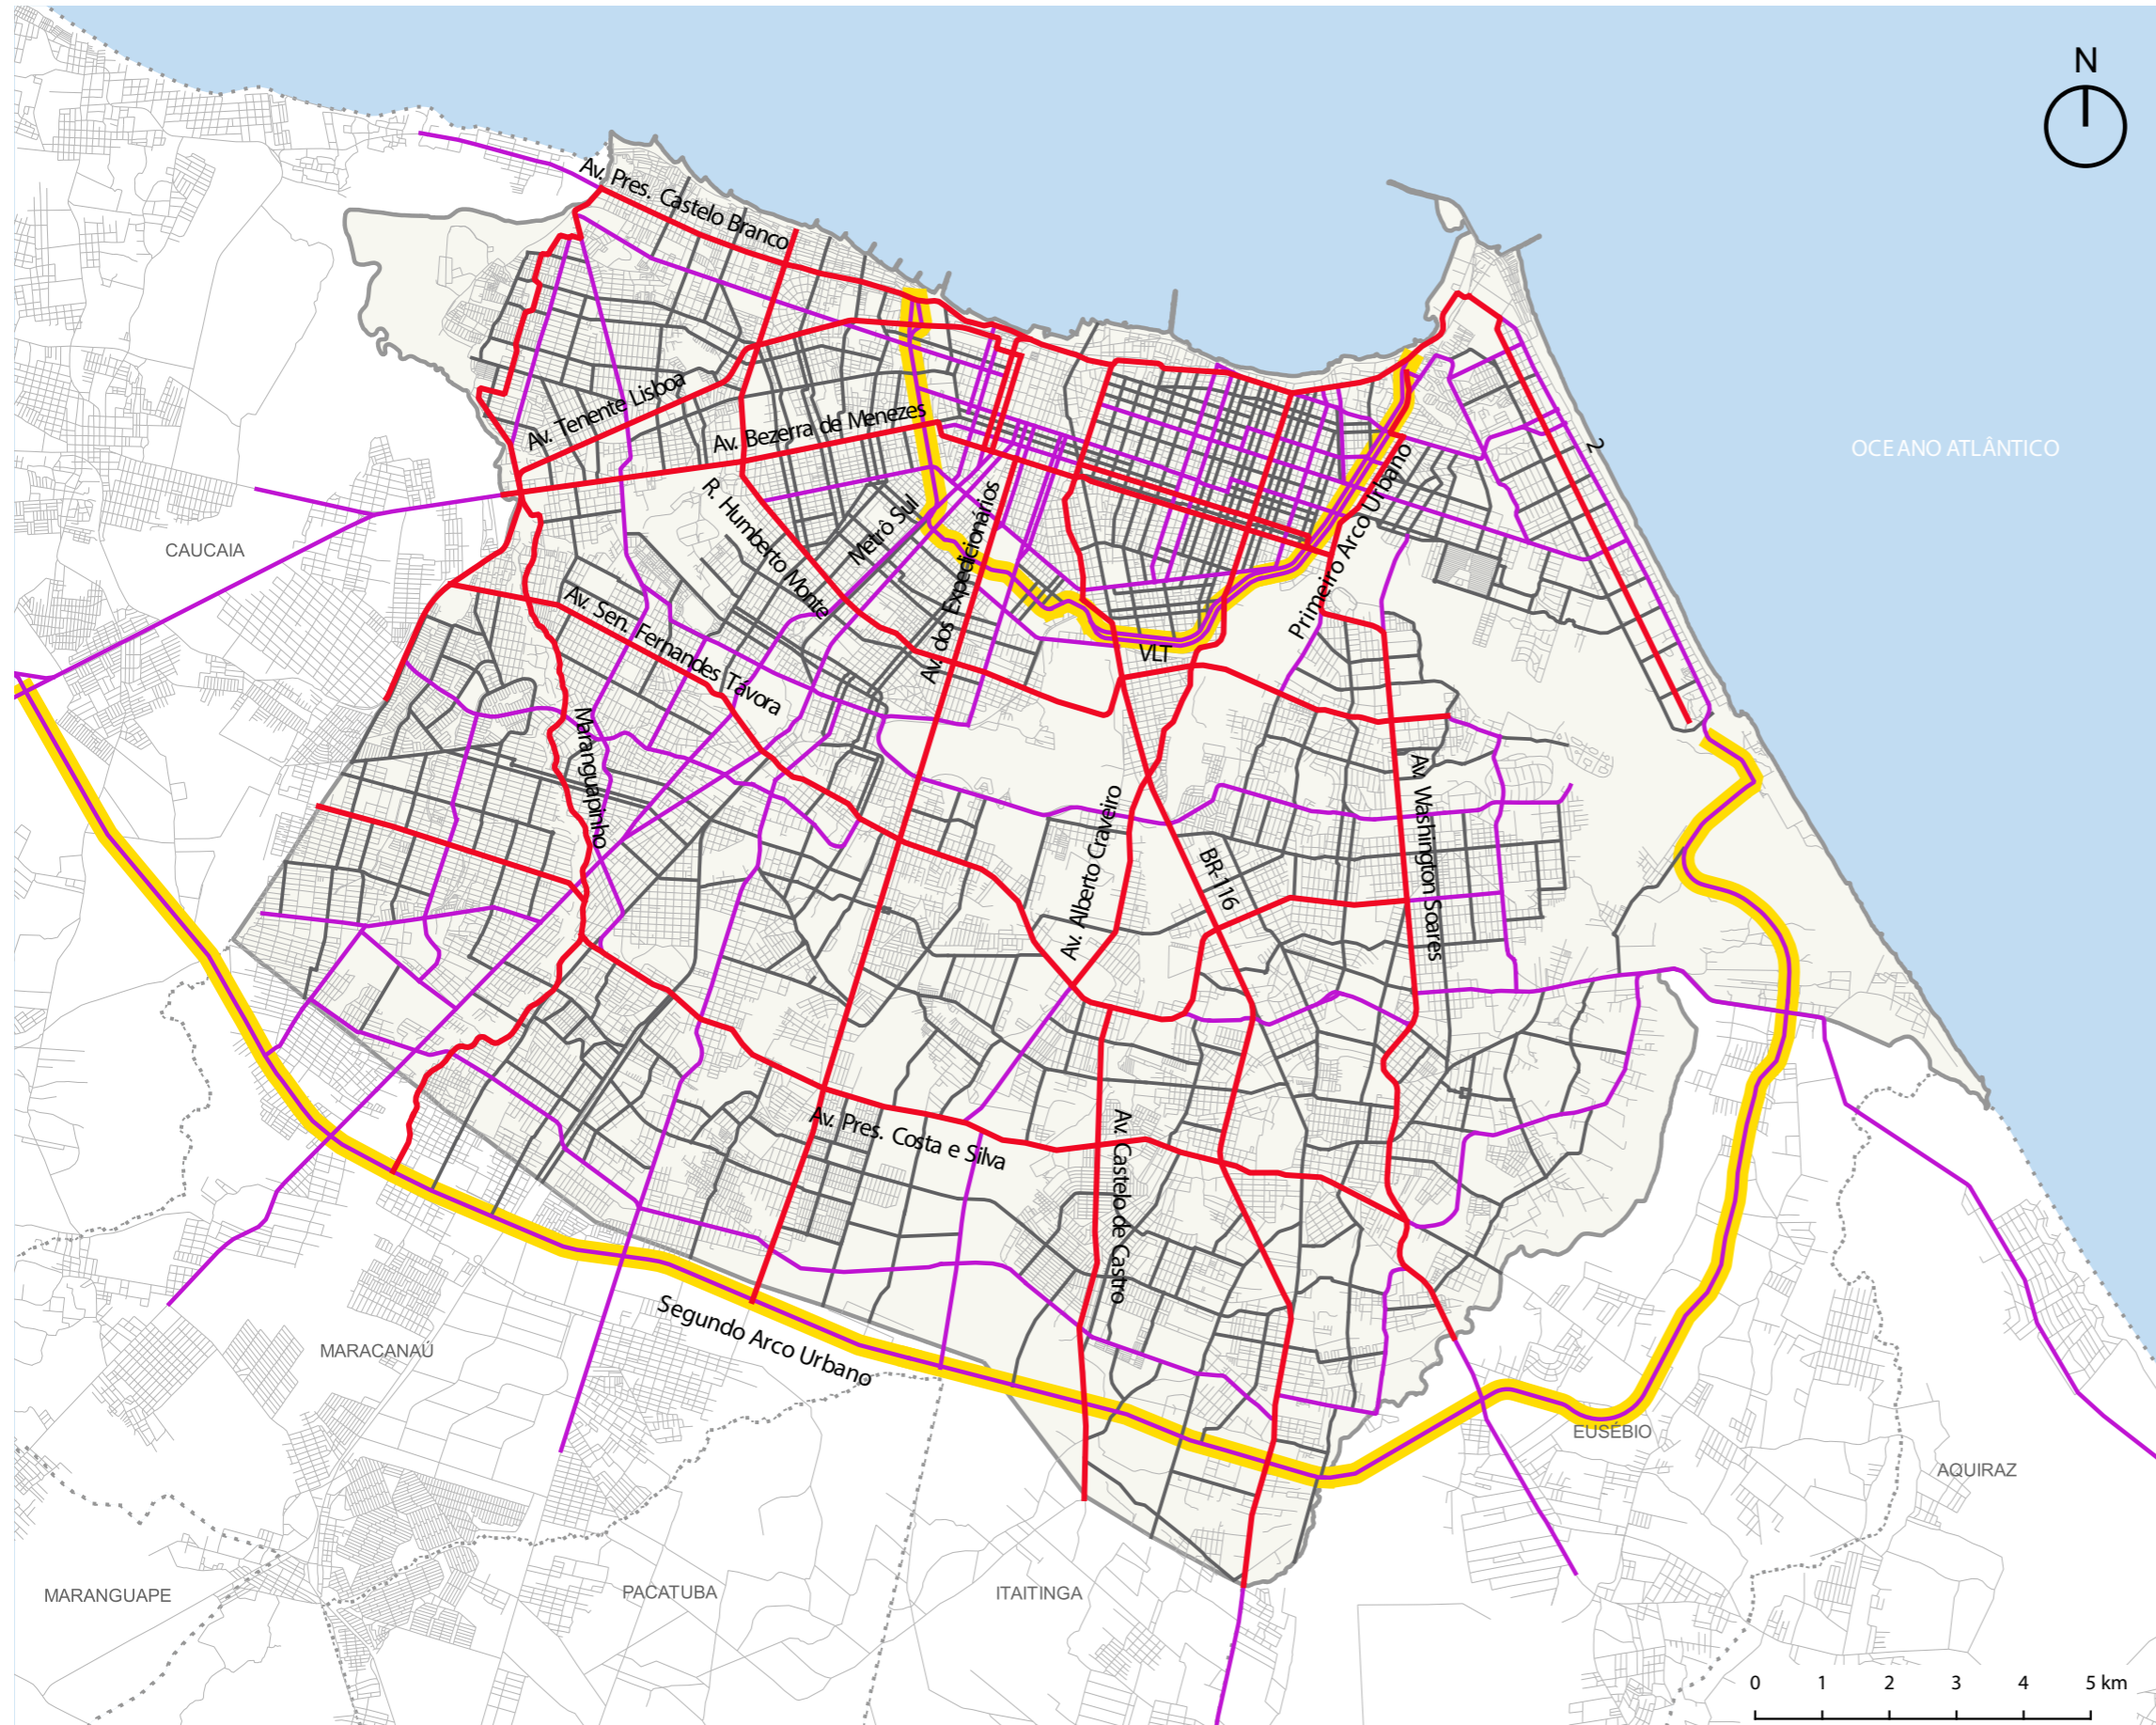 N
Av. Pres. Castelo Branco
Av. Tenente Lisboa
Av. Bezerra de Menezes
2
OCEANO ATLÂNTICO
R. Humberto Monte
Metrô Sul
Av. dos Expedicionários
Primeiro Arco Urbano
CAUCAIA
Av. Sen. Fernandes Távora
VLT
Maranguapinho
Av. Alberto Craveiro
BR-116
Av. Washington Soares
Av. Pres. Costa e Silva
Av. Castelo de Castro
Segundo Arco Urbano
MARACANAÚ
EUSÉBIO
AQUIRAZ
MARANGUAPE
PACATUBA
ITAITINGA
0 1 2 3 4 5 km